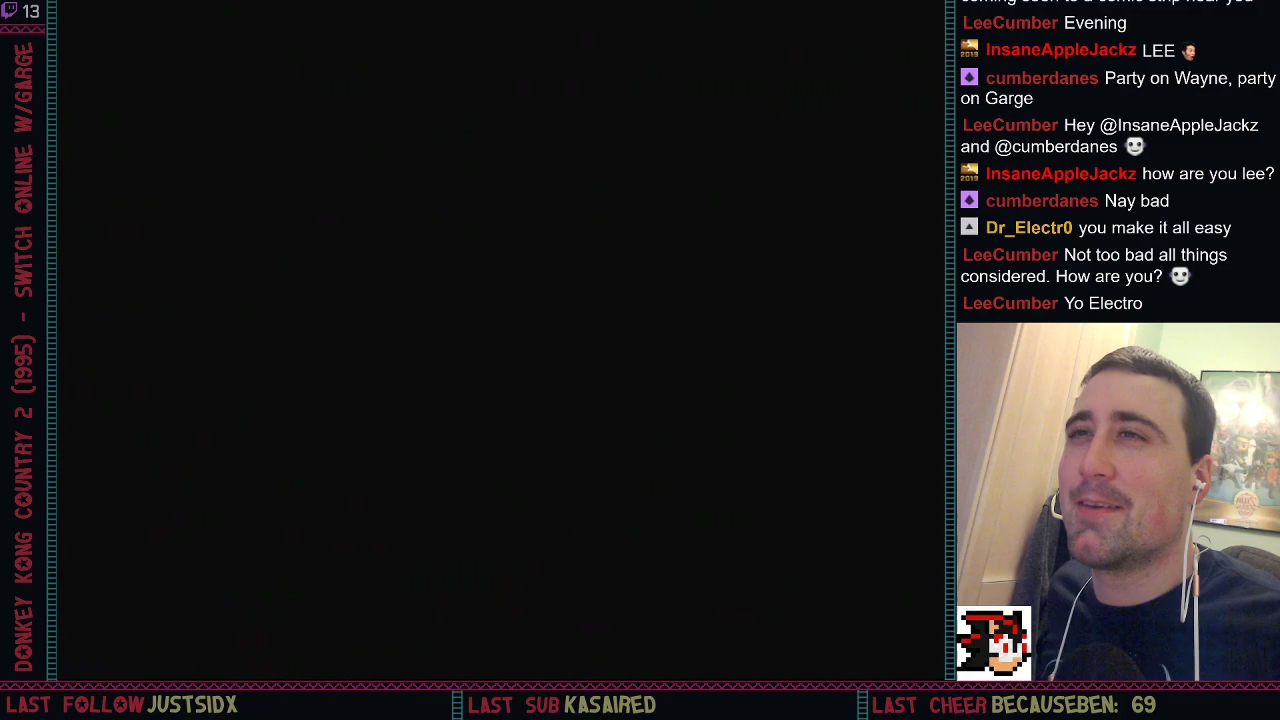 13
DONKEY KONG COUNTRY 2 (1995) - SWITCH ONLINE W/GARGE
LeeCumber Evening
InsaneAppleJackz LEE
cumberdanes Party on Wayne, party
on Garge
LeeCumber Hey @InsaneAppleJackz
and @cumberdanes
InsaneAppleJackz how are you lee?
cumberdanes Nay bad
Dr_Electr0 you make it all easy
LeeCumber Not too bad all things
considered. How are you?
LeeCumber Yo Electro
LAST FOLLOW JUSTSIDX
LAST SUB KASAIRED
LAST CHEER BECAUSEBEN: 69